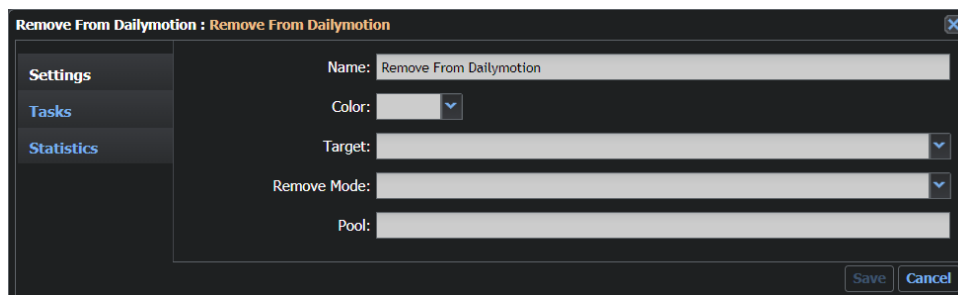 Remove From Dailymotion : Remove From Dailymotion
Settings
Tasks
Statistics
Name: Remove From Dailymotion
Color:
Target:
Remove Mode:
Pool:
Save Cancel